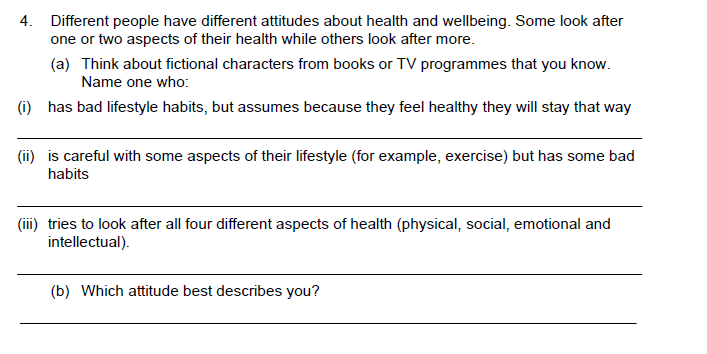 4. Different people have different attitudes about health and wellbeing. Some look after
one or two aspects of their health while others look after more.
(a) Think about fictional characters from books or TV programmes that you know.
Name one who:
(i) has bad lifestyle habits, but assumes because they feel healthy they will stay that way
(ii) is careful with some aspects of their lifestyle (for example, exercise) but has some bad
habits
(iii) tries to look after all four different aspects of health (physical, social, emotional and
intellectual).
(b) Which attitude best describes you?